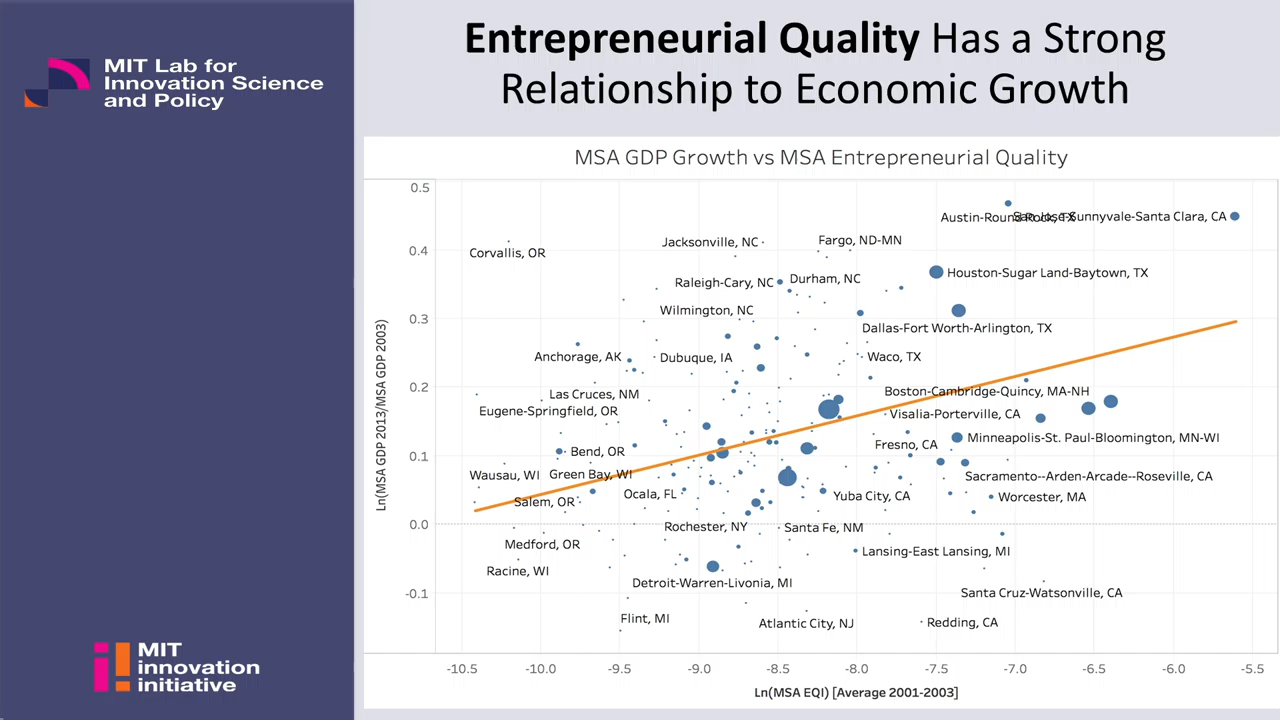 MIT Lab for
Innovation Science
and Policy
Entrepreneurial Quality Has a Strong
Relationship to Economic Growth
MSA GDP Growth vs MSA Entrepreneurial Quality
0.5
Austin-Round Rock, TX
San Jose-Sunnyvale-Santa Clara, CA
Jacksonville, NC
Fargo, ND-MN
0.4
Corvallis, OR
Houston-Sugar Land-Baytown, TX
Raleigh-Cary, NC
Durham, NC
Wilmington, NC
0.3
Dallas-Fort Worth-Arlington, TX
Anchorage, AK
Dubuque, IA
Waco, TX
0.2
Las Cruces, NM
Boston-Cambridge-Quincy, MA-NH
Eugene-Springfield, OR
Visalia-Porterville, CA
Minneapolis-St. Paul-Bloomington, MN-WI
Bend, OR
Fresno, CA
0.1
Wausau, WI
Green Bay, WI
Sacramento--Arden-Arcade--Roseville, CA
Salem, OR
Ocala, FL
Yuba City, CA
Worcester, MA
0.0
Rochester, NY
Santa Fe, NM
Medford, OR
Lansing-East Lansing, MI
Racine, WI
Detroit-Warren-Livonia, MI
-0.1
Santa Cruz-Watsonville, CA
Flint, MI
Atlantic City, NJ
Redding, CA
Ln(MSA GDP 2013/MSA GDP 2003)
-10.5 -10.0 -9.5 -9.0 -8.5 -8.0 -7.5 -7.0 -6.5 -6.0 -5.5
Ln(MSA EQI) [Average 2001-2003]
MIT
innovation
initiative